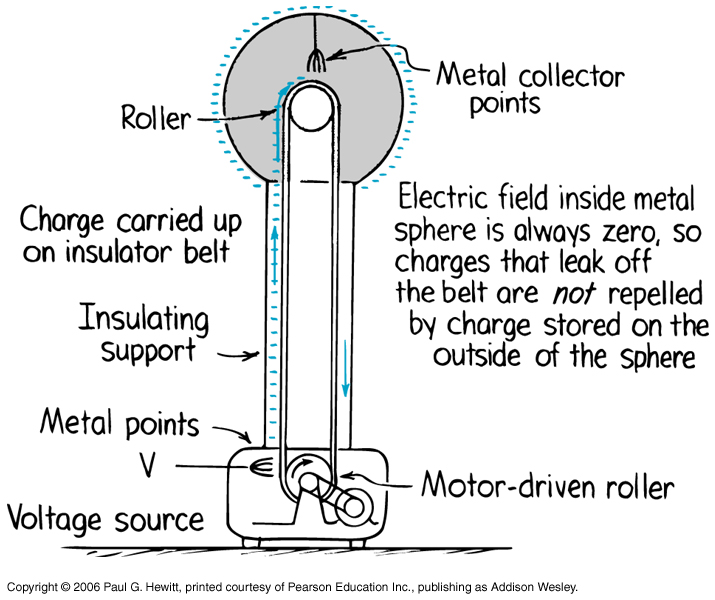 Metal collector
points
Roller
Charge carried up
on insulator belt
Electric field inside metal
sphere is always zero, so
charges that leak off
the belt are not repelled
by charge stored on the
outside of the sphere
Insulating
support
Metal points
V
Motor-driven roller
Voltage source
Copyright © 2006 Paul G. Hewitt, printed courtesy of Pearson Education Inc., publishing as Addison Wesley.